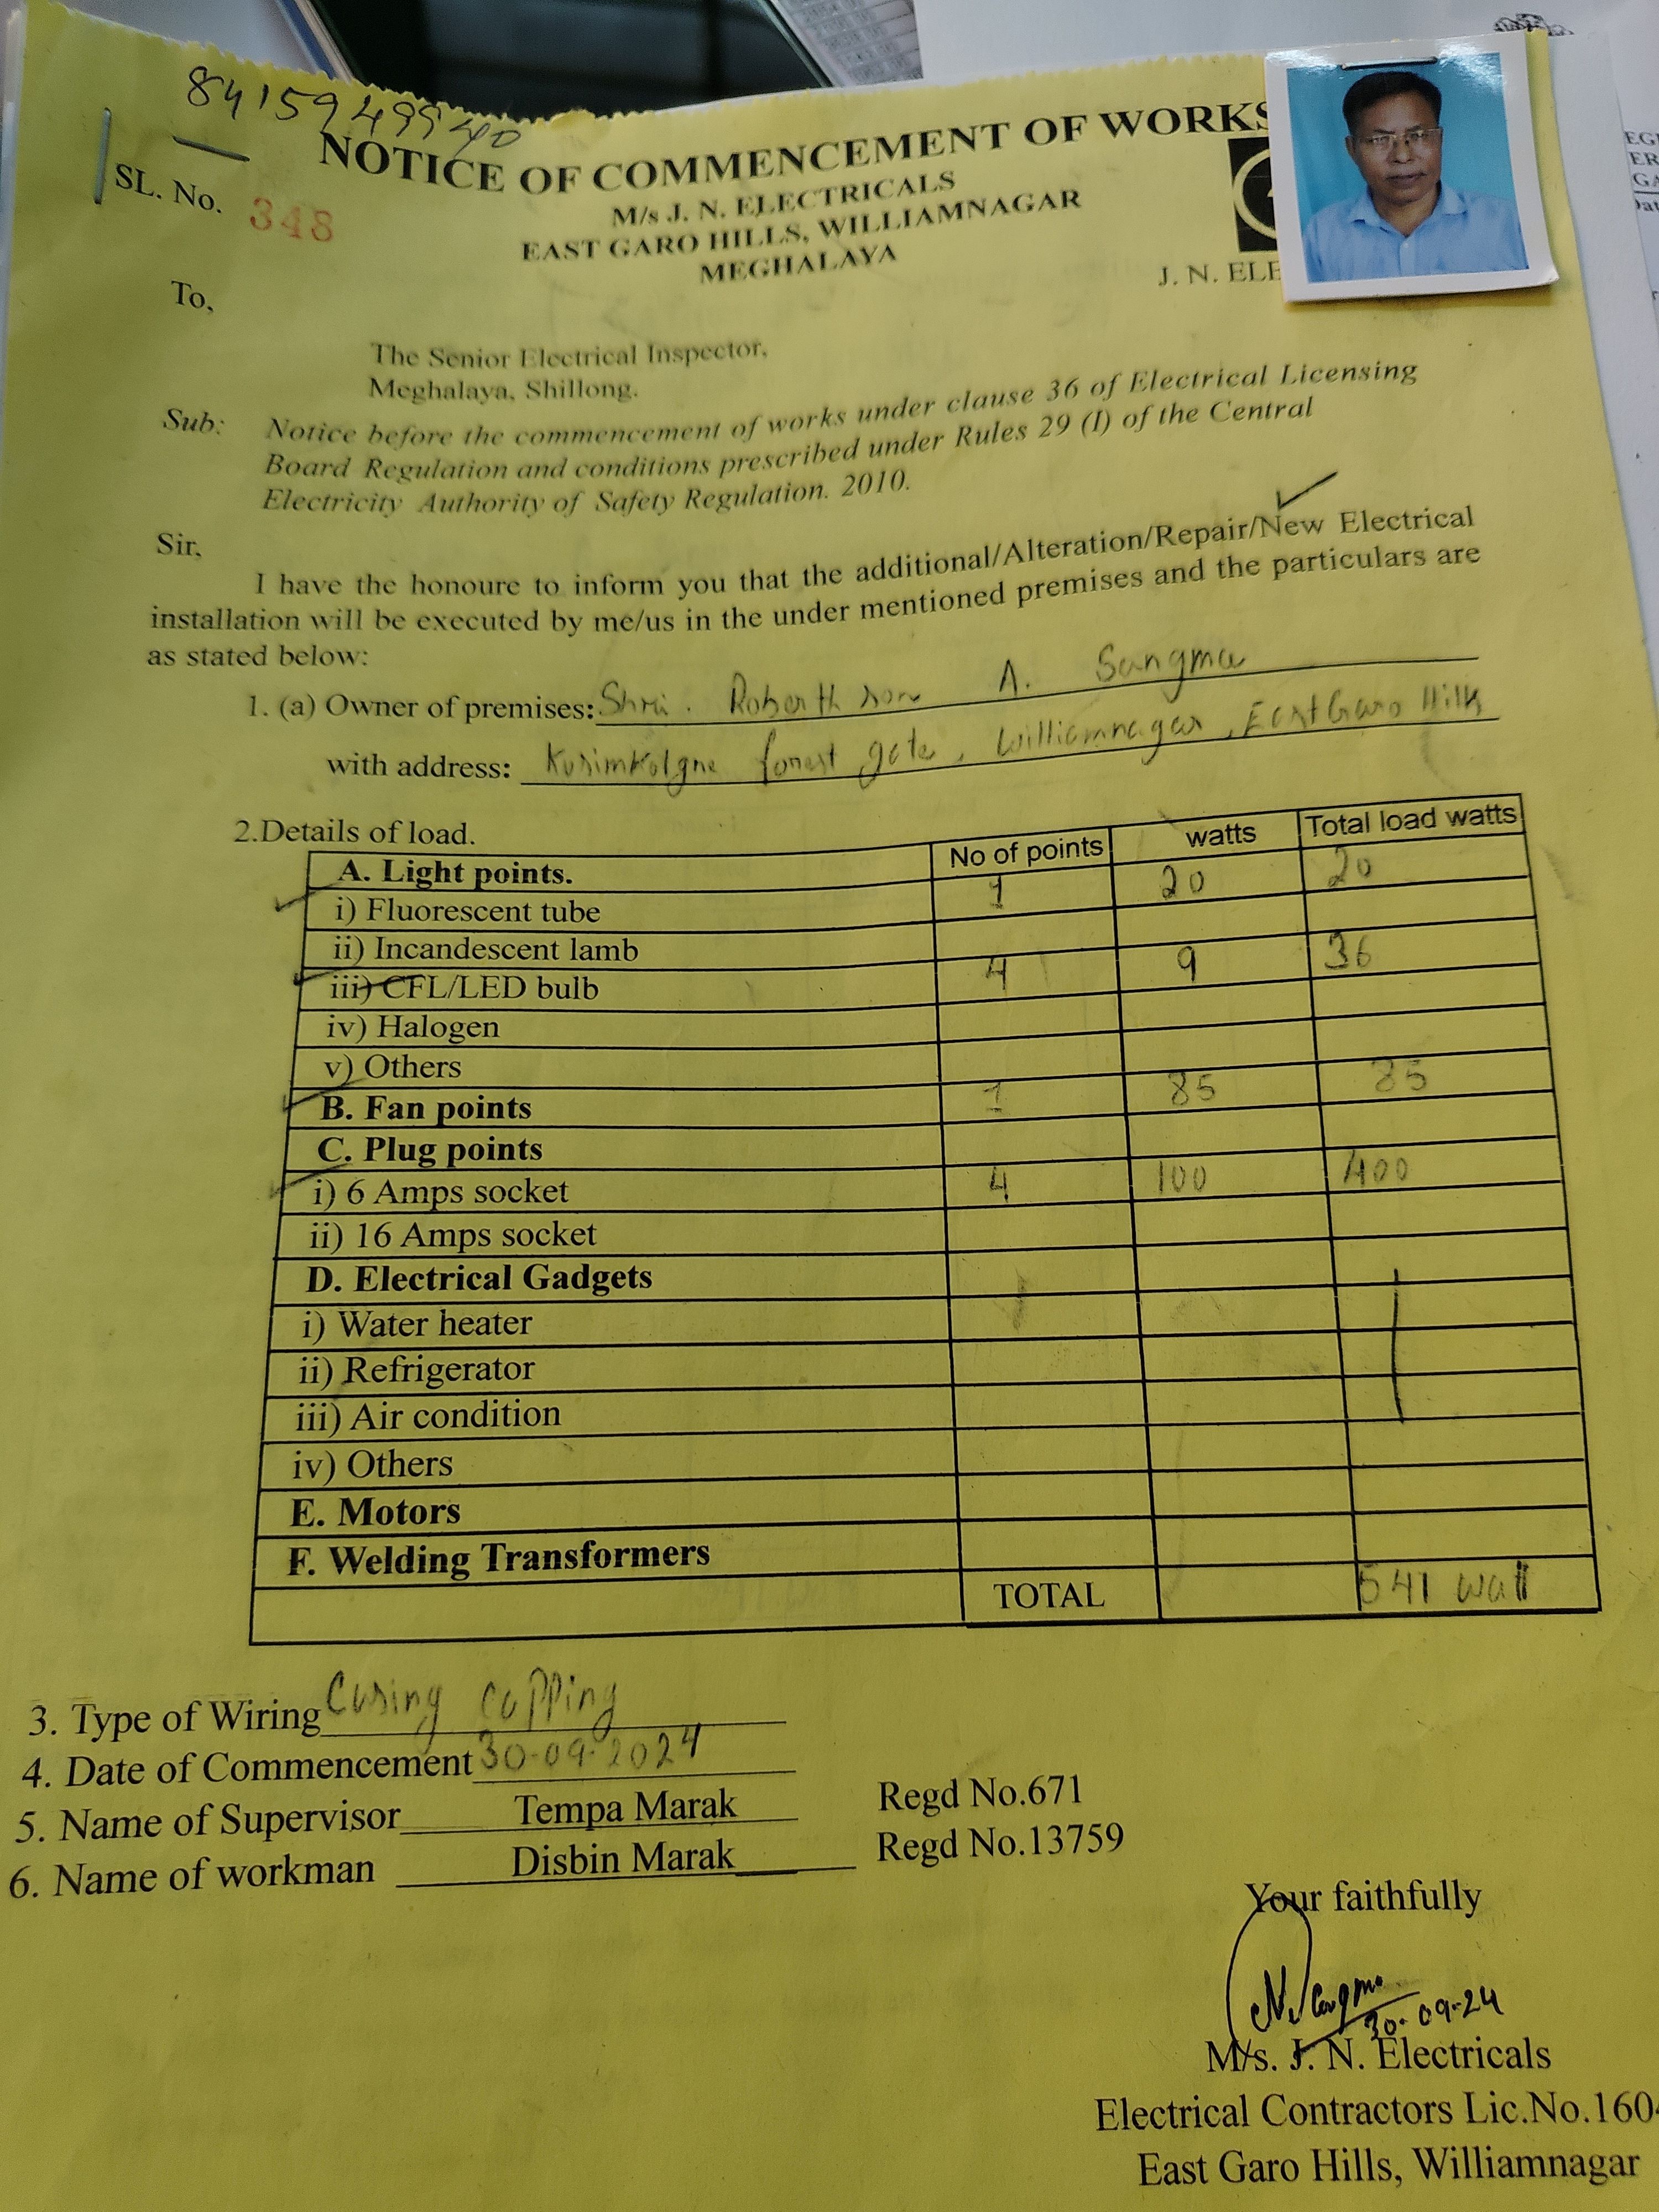 8415949940
NOTICE OF COMMENCEMENT OF WORKS
SL. No. 348
M/s J. N. ELECTRICALS
EAST GARO HILLS, WILLIAMNAGAR
MEGHALAYA
J. N. ELE
To,
The Senior Electrical Inspector,
Meghalaya, Shillong.
Sub: Notice before the commencement of works under clause 36 of Electrical Licensing
Board Regulation and conditions prescribed under Rules 29 (I) of the Central
Electricity Authority of Safety Regulation. 2010.
Sir,
I have the honoure to inform you that the additional/Alteration/Repair/New Electrical
installation will be executed by me/us in the under mentioned premises and the particulars are
as stated below:
1. (a) Owner of premises: Shri. Roberthson A. Sangma
with address: Kusimkolgre forest gate, Williamnagar, East Garo Hills
2.Details of load.
No of points watts Total load watts
A. Light points. 1 20 20
i) Fluorescent tube
ii) Incandescent lamb 4 9 36
iii) CFL/LED bulb
iv) Halogen
v) Others 1 85 85
B. Fan points
C. Plug points
i) 6 Amps socket 4 100 400
ii) 16 Amps socket
D. Electrical Gadgets
i) Water heater
ii) Refrigerator
iii) Air condition
iv) Others
E. Motors
F. Welding Transformers
TOTAL 541 watt
3. Type of Wiring Casing capping
4. Date of Commencement 30-09-2024
5. Name of Supervisor Tempa Marak Regd No.671
6. Name of workman Disbin Marak Regd No.13759
Your faithfully
N. Sangma
30-09-24
M/s. J. N. Electricals
Electrical Contractors Lic.No.160
East Garo Hills, Williamnagar